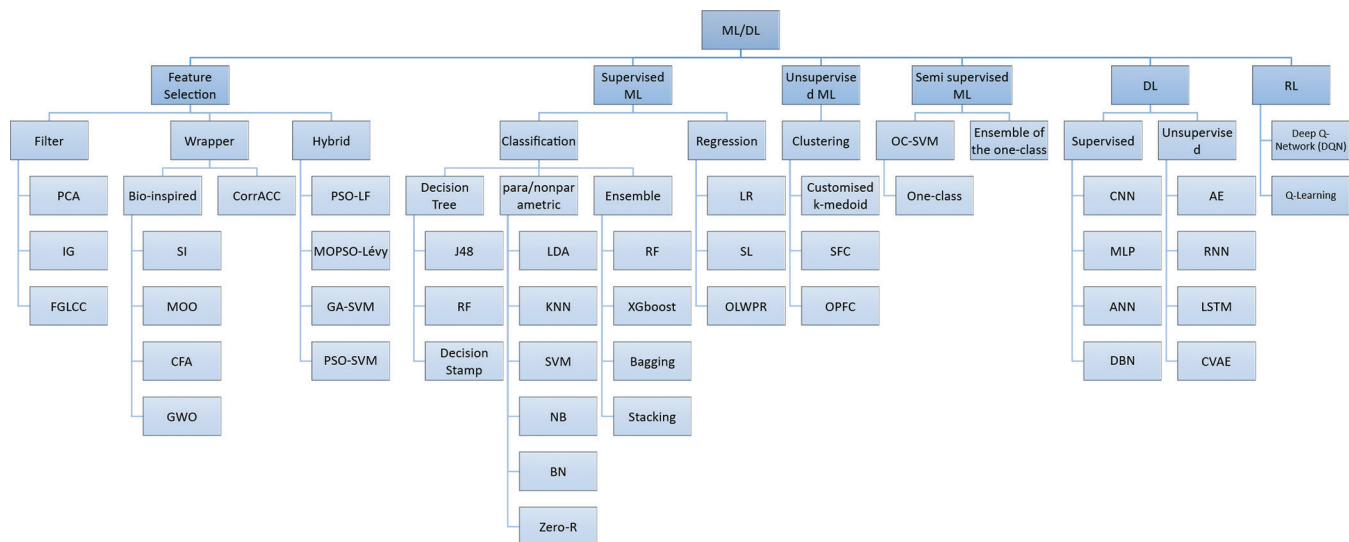 ML/DL
Feature
Selection
Supervised
ML
Unsupervise
d ML
Semi supervised
ML
DL
RL
Filter
Wrapper
Hybrid
Classification
Regression
Clustering
OC-SVM
Ensemble of
the one-class
Supervised
Unsupervise
d
Deep Q-
Network (DQN)
PCA
Bio-inspired
CorrACC
PSO-LF
Decision
Tree
para/nonpar
ametric
Ensemble
LR
Customised
k-medoid
One-class
CNN
AE
Q-Learning
IG
SI
MOPSO-Lévy
J48
LDA
RF
SL
SFC
MLP
RNN
FGLCC
MOO
GA-SVM
RF
KNN
XGboost
OLWPR
OPFC
ANN
LSTM
CFA
PSO-SVM
Decision
Stamp
SVM
Bagging
DBN
CVAE
GWO
NB
Stacking
BN
Zero-R